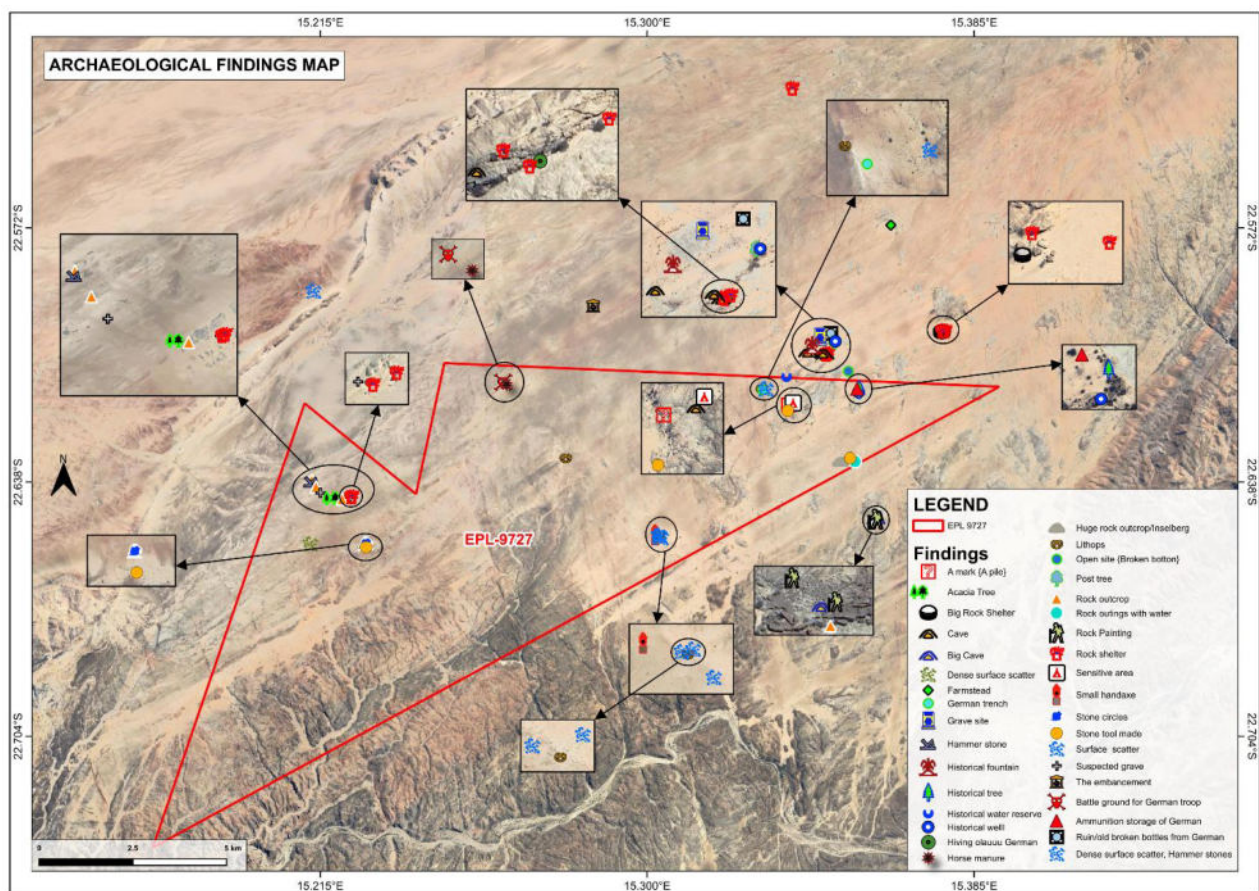 15.215°E
15.300°E
15.385°E
ARCHAEOLOGICAL FINDINGS MAP
22.572°S
22.572°S
22.638°S
22.638°S
N
EPL-9727
22.704°S
22.704°S
LEGEND
EPL 9727
Findings
A mark {A pile}
Acacia Tree
Big Rock Shelter
Cave
Big Cave
Dense surface scatter
Farmstead
German trench
Grave site
Hammer stone
Historical fountain
Historical tree
Historical water reserve
Historical well
Hiving olauuu German
Horse manure
Huge rock outcrop/Inselberg
Lithops
Open site (Broken botton)
Post tree
Rock outcrop
Rock outings with water
Rock Painting
Rock shelter
Sensitive area
Small handaxe
Stone circles
Stone tool made
Surface scatter
Suspected grave
The embancement
Battle ground for German troop
Ammunition storage of German
Ruin/old broken bottles from German
Dense surface scatter, Hammer stones
0 2.5 5 km
15.215°E
15.300°E
15.385°E